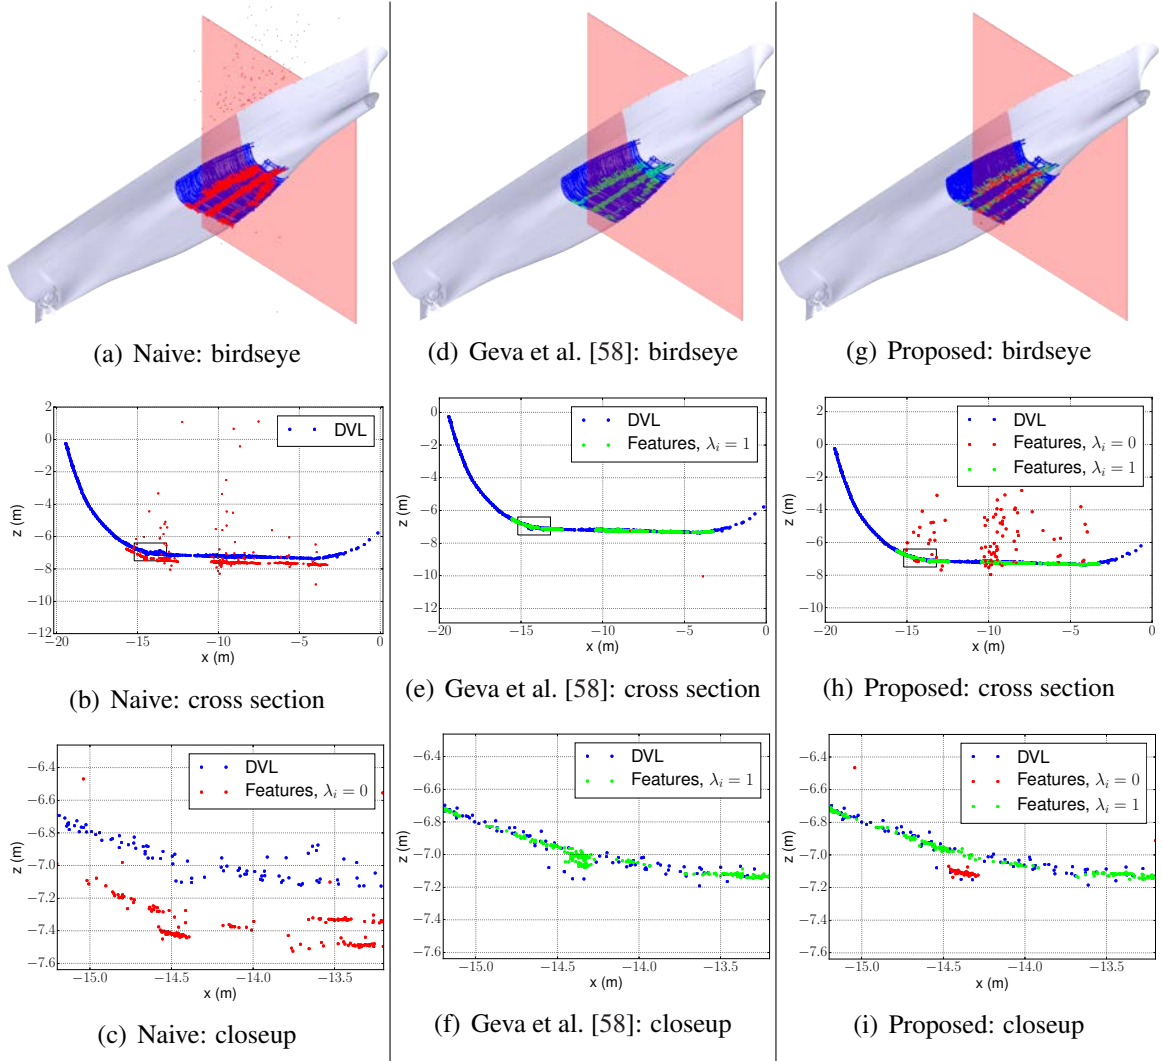 (a) Naive: birdseye
(d) Geva et al. [58]: birdseye
(g) Proposed: birdseye
DVL
2
0
−2
−4
−6
−8
−10
−12
z (m)
−20
−15
−10
−5
0
x (m)
(b) Naive: cross section
DVL
Features, λi = 1
0
−2
−4
−6
−8
−10
−12
z (m)
−20
−15
−10
−5
0
x (m)
(e) Geva et al. [58]: cross section
DVL
Features, λi = 0
Features, λi = 1
2
0
−2
−4
−6
−8
−10
z (m)
−20
−15
−10
−5
0
x (m)
(h) Proposed: cross section
DVL
Features, λi = 0
−6.4
−6.6
−6.8
−7.0
−7.2
−7.4
−7.6
z (m)
−15.0
−14.5
−14.0
−13.5
x (m)
(c) Naive: closeup
DVL
Features, λi = 1
−6.4
−6.6
−6.8
−7.0
−7.2
−7.4
−7.6
z (m)
−15.0
−14.5
−14.0
−13.5
x (m)
(f) Geva et al. [58]: closeup
DVL
Features, λi = 0
Features, λi = 1
−6.4
−6.6
−6.8
−7.0
−7.2
−7.4
−7.6
z (m)
−15.0
−14.5
−14.0
−13.5
x (m)
(i) Proposed: closeup